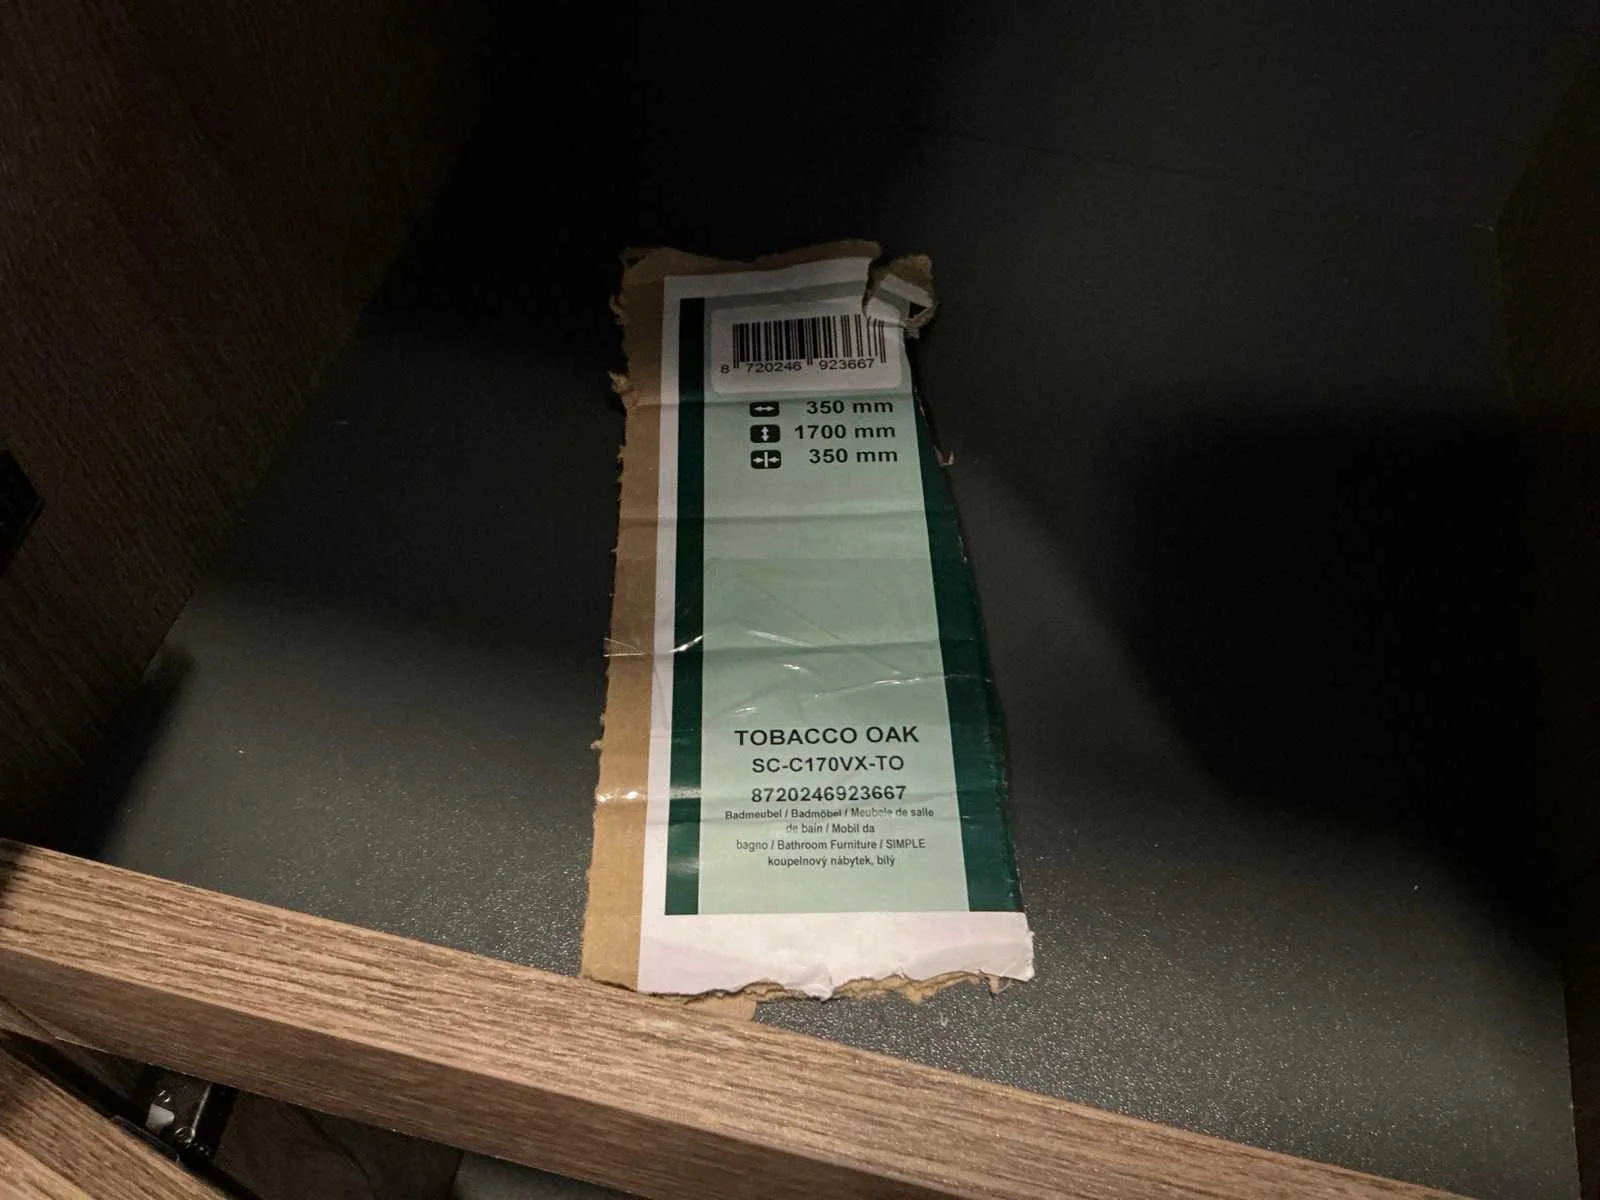 8 720246 923667
350 mm
1700 mm
350 mm
TOBACCO OAK
SC-C170VX-TO
8720246923667
Badmeubel / Badmöbel / Meubele de salle
de bain / Mobil da
bagno / Bathroom Furniture / SIMPLE
koupelnový nábytek, bílý